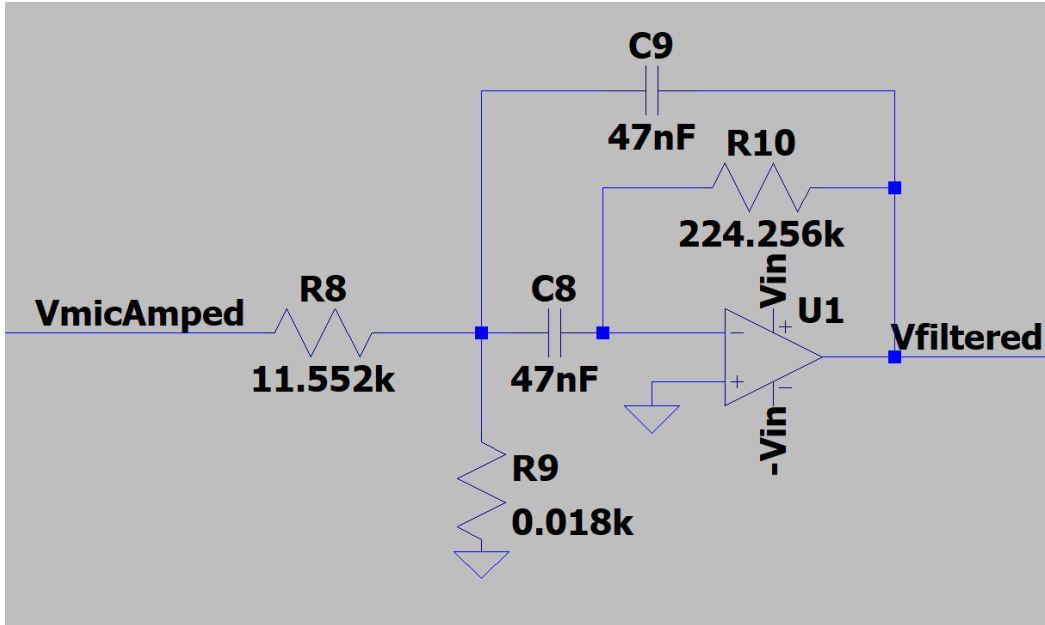 C9
47nF
R10
224.256k
R8
C8
Vin
U1
VmicAmped
Vfiltered
11.552k
47nF
-Vin
R9
0.018k